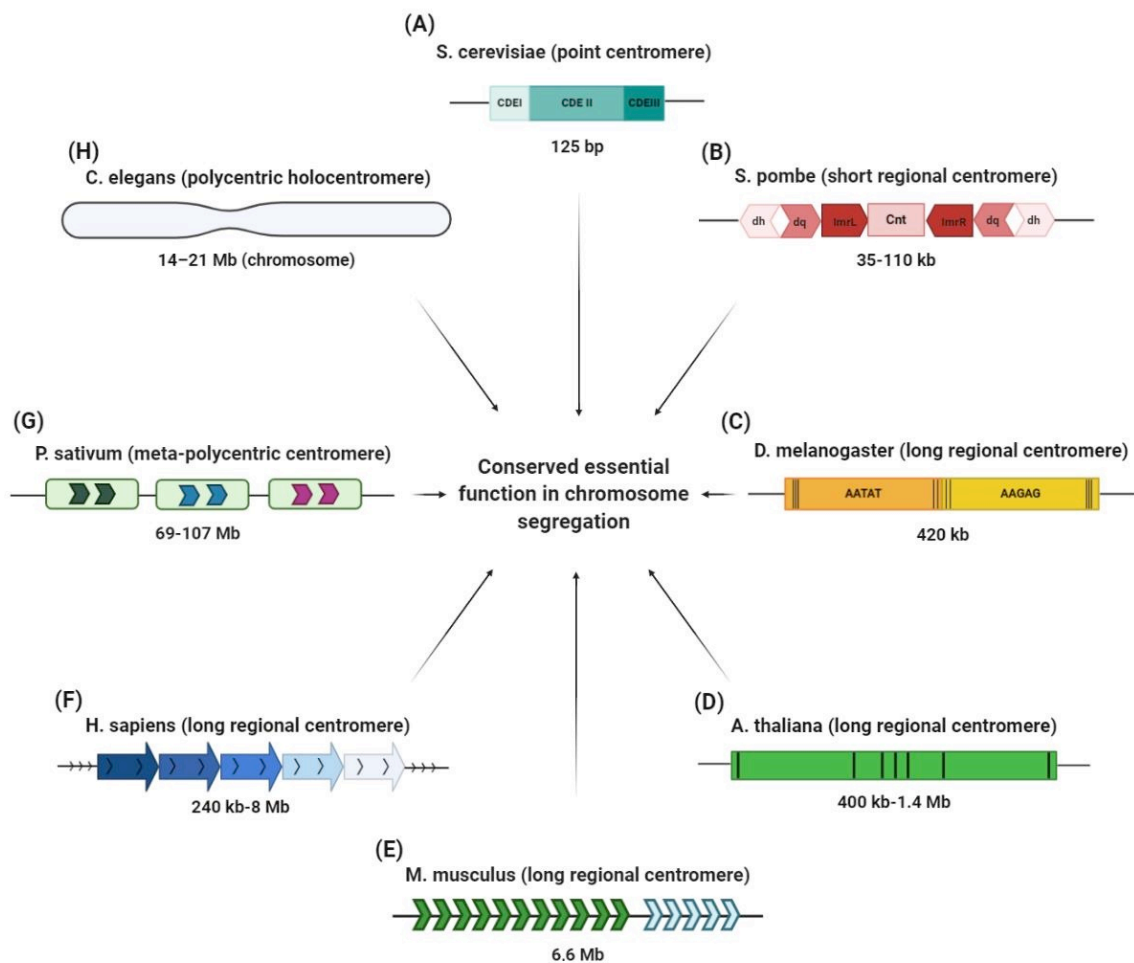 (A)
S. cerevisiae (point centromere)
CDEI CDE II CDEIII
125 bp
(H)
C. elegans (polycentric holocentromere)
14–21 Mb (chromosome)
(B)
S. pombe (short regional centromere)
dh dq ImrL Cnt ImrR dq dh
35-110 kb
(G)
P. sativum (meta-polycentric centromere)
69-107 Mb
Conserved essential
function in chromosome
segregation
(C)
D. melanogaster (long regional centromere)
AATAT AAGAG
420 kb
(F)
H. sapiens (long regional centromere)
240 kb-8 Mb
(D)
A. thaliana (long regional centromere)
400 kb-1.4 Mb
(E)
M. musculus (long regional centromere)
6.6 Mb